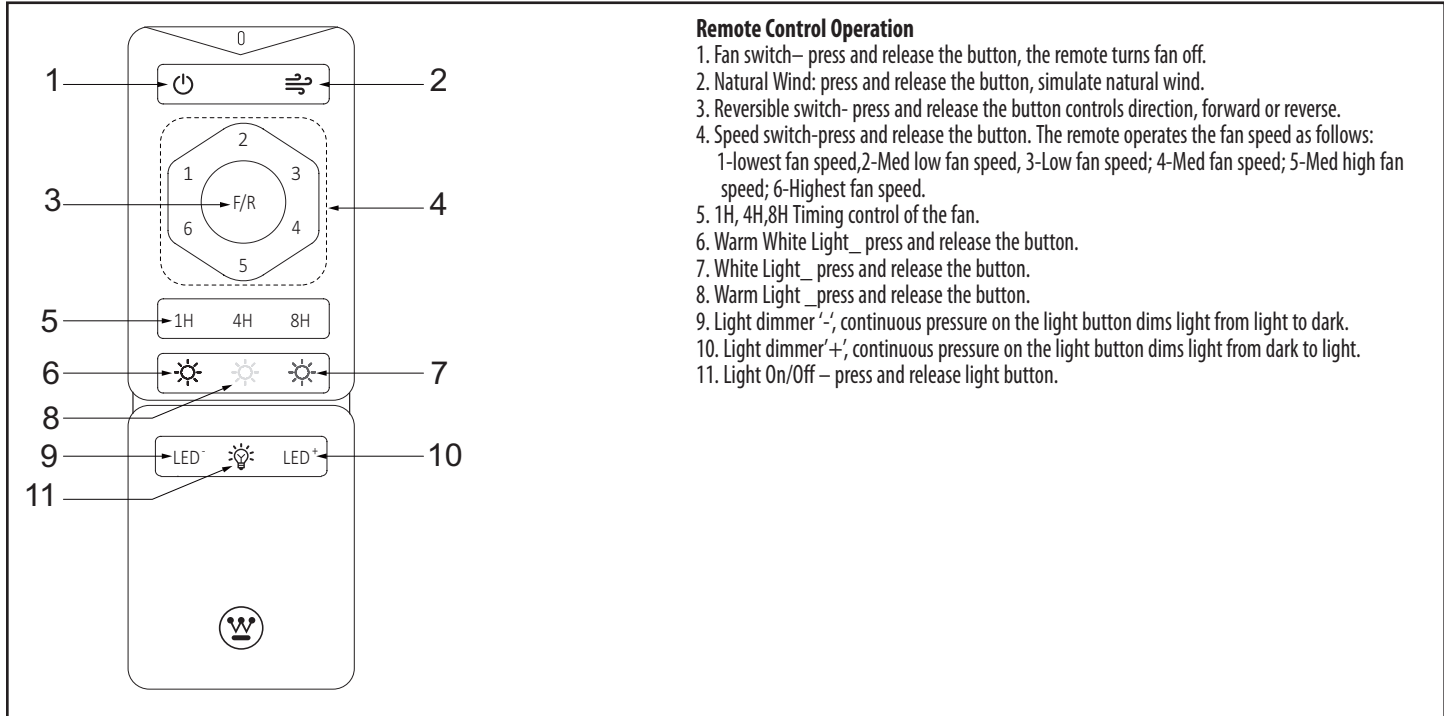 0
1
2
2
1
3
3
F/R
4
6
4
5
5
1H 4H 8H
6
7
8
9
LED-
LED+
10
11
Remote Control Operation
1. Fan switch– press and release the button, the remote turns fan off.
2. Natural Wind: press and release the button, simulate natural wind.
3. Reversible switch- press and release the button controls direction, forward or reverse.
4. Speed switch-press and release the button. The remote operates the fan speed as follows:
1-lowest fan speed,2-Med low fan speed, 3-Low fan speed; 4-Med fan speed; 5-Med high fan
speed; 6-Highest fan speed.
5. 1H, 4H,8H Timing control of the fan.
6. Warm White Light_ press and release the button.
7. White Light_ press and release the button.
8. Warm Light _press and release the button.
9. Light dimmer ‘-‘, continuous pressure on the light button dims light from light to dark.
10. Light dimmer’+’, continuous pressure on the light button dims light from dark to light.
11. Light On/Off – press and release light button.